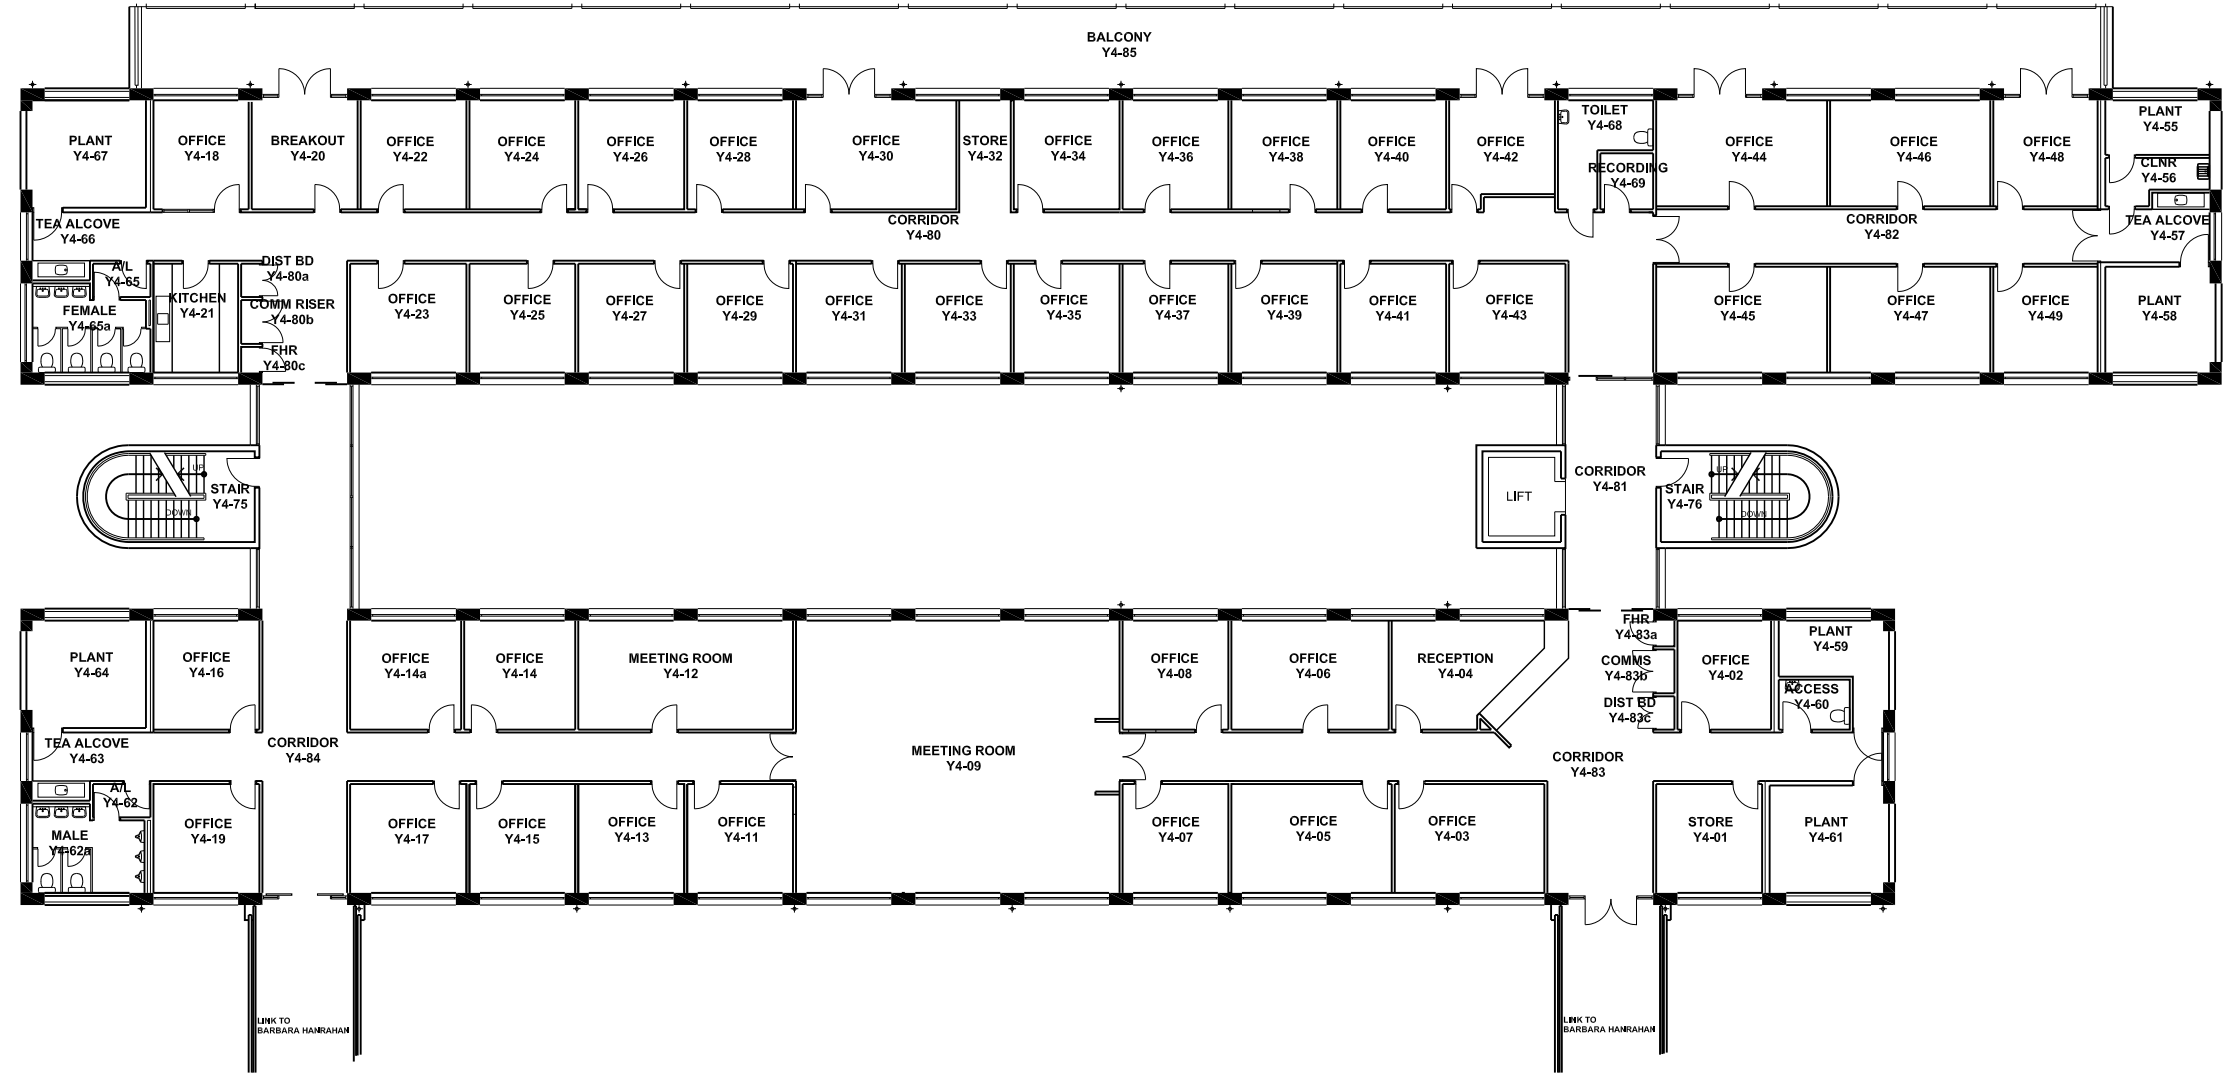 BALCONY
Y4-85
PLANT
Y4-67
OFFICE
Y4-18
BREAKOUT
Y4-20
OFFICE
Y4-22
OFFICE
Y4-24
OFFICE
Y4-26
OFFICE
Y4-28
OFFICE
Y4-30
STORE
Y4-32
OFFICE
Y4-34
OFFICE
Y4-36
OFFICE
Y4-38
OFFICE
Y4-40
OFFICE
Y4-42
TOILET
Y4-68
RECORDING
Y4-69
OFFICE
Y4-44
OFFICE
Y4-46
OFFICE
Y4-48
PLANT
Y4-55
CLNR
Y4-56
TEA ALCOVE
Y4-66
CORRIDOR
Y4-80
CORRIDOR
Y4-82
TEA ALCOVE
Y4-57
A/L
Y4-65
FEMALE
Y4-65a
KITCHEN
Y4-21
DIST BD
Y4-80a
COMM RISER
Y4-80b
FHR
Y4-80c
OFFICE
Y4-23
OFFICE
Y4-25
OFFICE
Y4-27
OFFICE
Y4-29
OFFICE
Y4-31
OFFICE
Y4-33
OFFICE
Y4-35
OFFICE
Y4-37
OFFICE
Y4-39
OFFICE
Y4-41
OFFICE
Y4-43
OFFICE
Y4-45
OFFICE
Y4-47
OFFICE
Y4-49
PLANT
Y4-58
UP
STAIR
Y4-75
DOWN
LIFT
CORRIDOR
Y4-81
UP
STAIR
Y4-76
DOWN
PLANT
Y4-64
OFFICE
Y4-16
OFFICE
Y4-14a
OFFICE
Y4-14
MEETING ROOM
Y4-12
OFFICE
Y4-08
OFFICE
Y4-06
RECEPTION
Y4-04
FHR
Y4-83a
COMMS
Y4-83b
DIST BD
Y4-83c
OFFICE
Y4-02
PLANT
Y4-59
ACCESS
Y4-60
TEA ALCOVE
Y4-63
CORRIDOR
Y4-84
MEETING ROOM
Y4-09
CORRIDOR
Y4-83
A/L
Y4-62
MALE
Y4-62a
OFFICE
Y4-19
OFFICE
Y4-17
OFFICE
Y4-15
OFFICE
Y4-13
OFFICE
Y4-11
OFFICE
Y4-07
OFFICE
Y4-05
OFFICE
Y4-03
STORE
Y4-01
PLANT
Y4-61
LINK TO
BARBARA HANRAHAN
LINK TO
BARBARA HANRAHAN